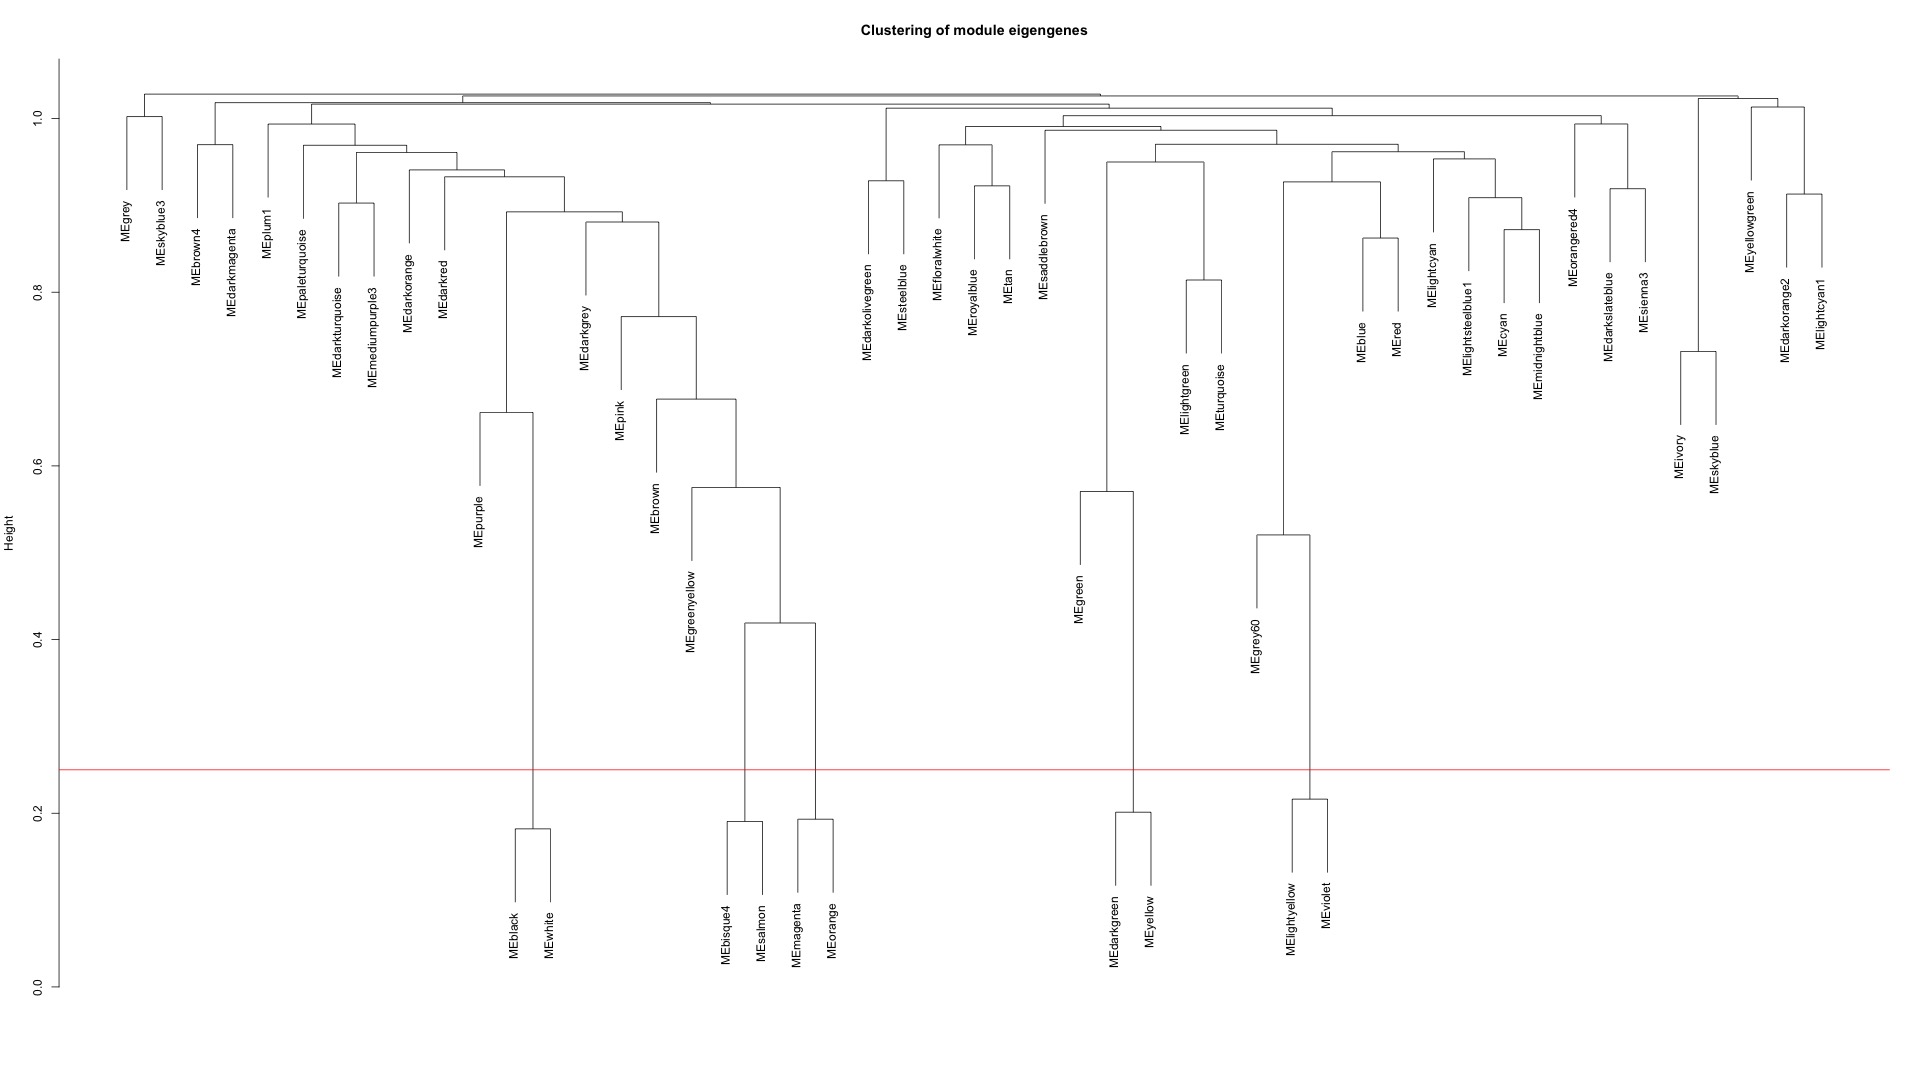 Clustering of module eigengenes
Height
1.0
0.8
0.6
0.4
0.2
0.0
MEgrey
MEskyblue3
MEbrown4
MEdarkmagenta
MEplum1
MEpaleturquoise
MEdarkturquoise
MEmediumpurple3
MEdarkorange
MEdarkred
MEpurple
MEblack
MEwhite
MEdarkgrey
MEpink
MEbrown
MEgreenyellow
MEbisque4
MEsalmon
MEmagenta
MEorange
MEdarkolivegreen
MEsteelblue
MEfloralwhite
MEroyalblue
MEtan
MEsaddlebrown
MEgreen
MEdarkgreen
MEyellow
MElightgreen
MEturquoise
MEgrey60
MElightyellow
MEviolet
MEblue
MEred
MElightcyan
MElightsteelblue1
MEcyan
MEmidnightblue
MEorangered4
MEdarkslateblue
MEsienna3
MEivory
MEskyblue
MEyellowgreen
MEdarkorange2
MElightcyan1